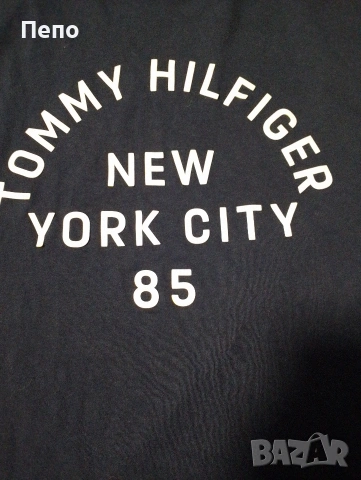 Пепо
TOMMY HILFIGER
NEW
YORK CITY
85
BAZAR